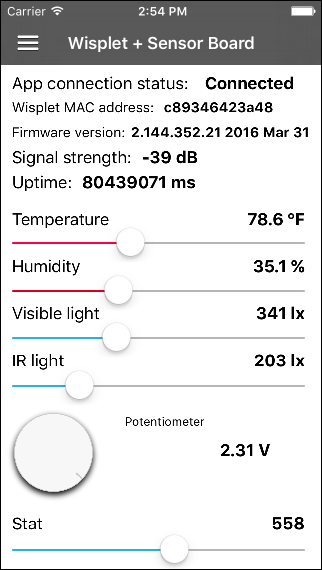 Carrier 2:54 PM
Wisplet + Sensor Board
App connection status: Connected
Wisplet MAC address: c89346423a48
Firmware version: 2.144.352.21 2016 Mar 31
Signal strength: -39 dB
Uptime: 80439071 ms
Temperature 78.6 °F
Humidity 35.1 %
Visible light 341 lx
IR light 203 lx
Potentiometer
2.31 V
Stat 558